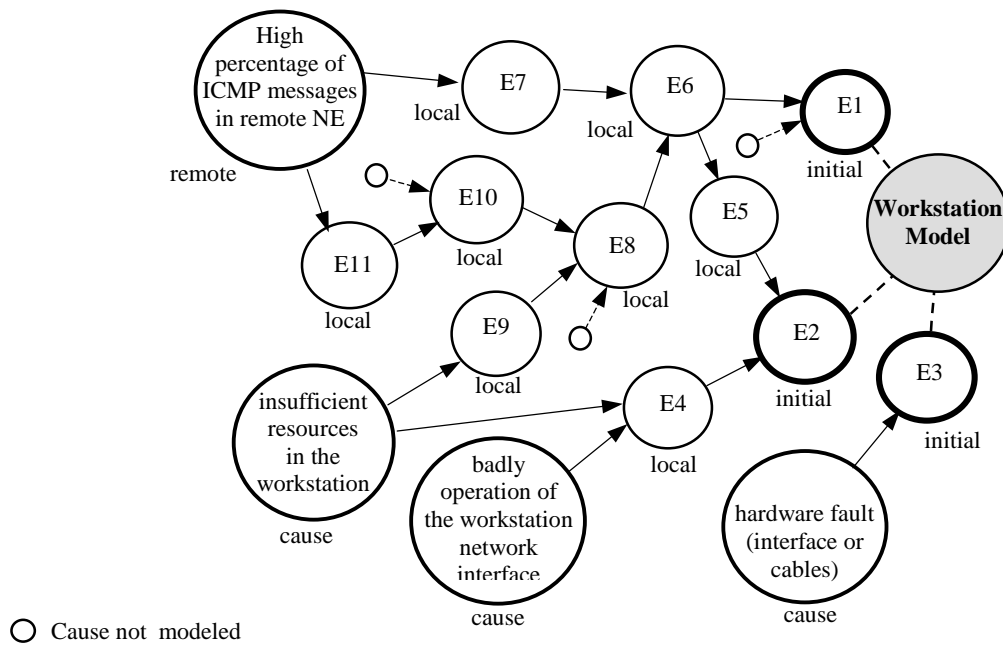 High
percentage of
ICMP messages
in remote NE
remote
E7
local
E6
local
E1
initial
Workstation
Model
E10
local
E5
local
E8
local
E11
local
E9
local
E2
initial
E3
initial
E4
local
insufficient
resources
in the
workstation
cause
badly
operation of
the workstation
network
interface
cause
hardware fault
(interface or
cables)
cause
Cause not modeled